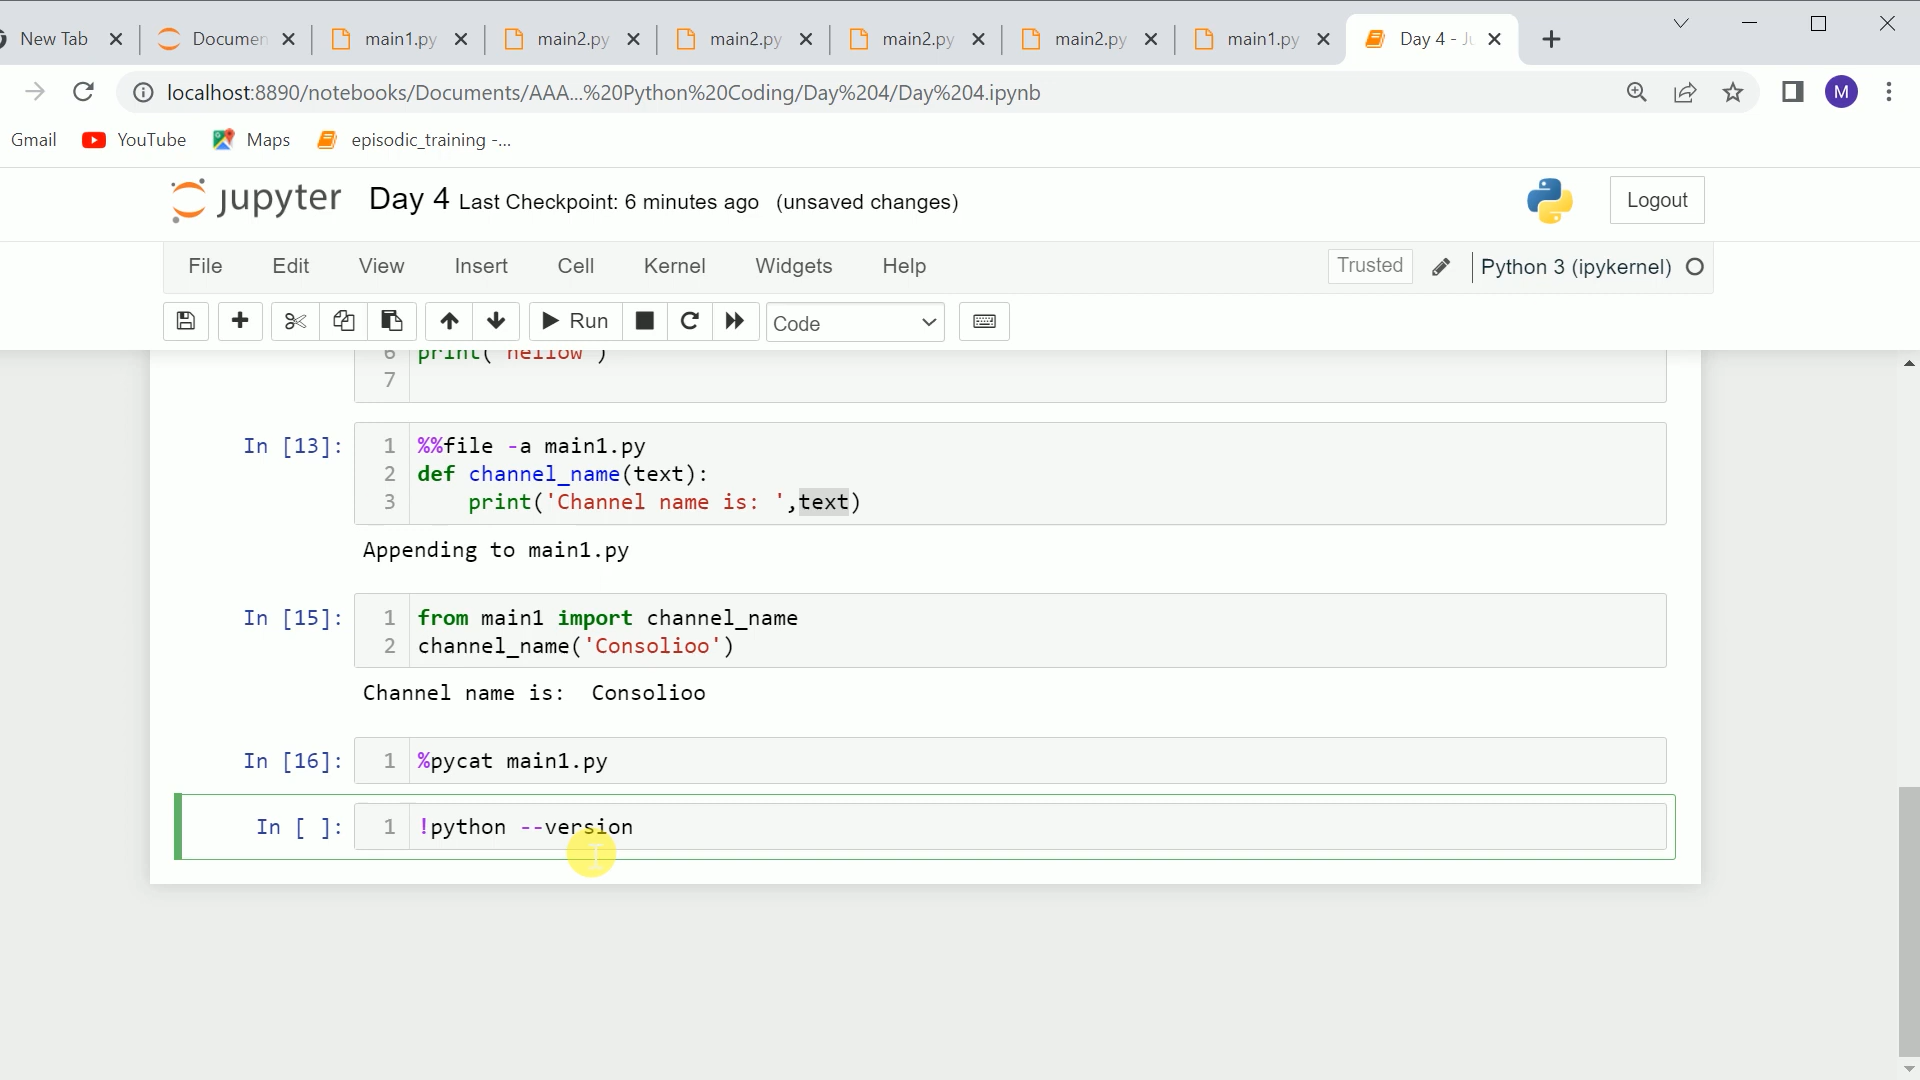 New Tab
Documen
main1.py
main2.py
main2.py
main2.py
main2.py
main1.py
Day 4 - Ju
localhost:8890/notebooks/Documents/AAA...%20Python%20Coding/Day%204/Day%204.ipynb
M
Gmail YouTube Maps episodic_training -...
jupyter Day 4 Last Checkpoint: 6 minutes ago (unsaved changes)
Logout
File Edit View Insert Cell Kernel Widgets Help
Trusted Python 3 (ipykernel)
Run Code
6 print("hellow")
7
In [13]: 1 %%file -a main1.py
2 def channel_name(text):
3 print('Channel name is: ',text)
Appending to main1.py
In [15]: 1 from main1 import channel_name
2 channel_name('Consolioo')
Channel name is:  Consolioo
In [16]: 1 %pycat main1.py
In [ ]: 1 !python --version